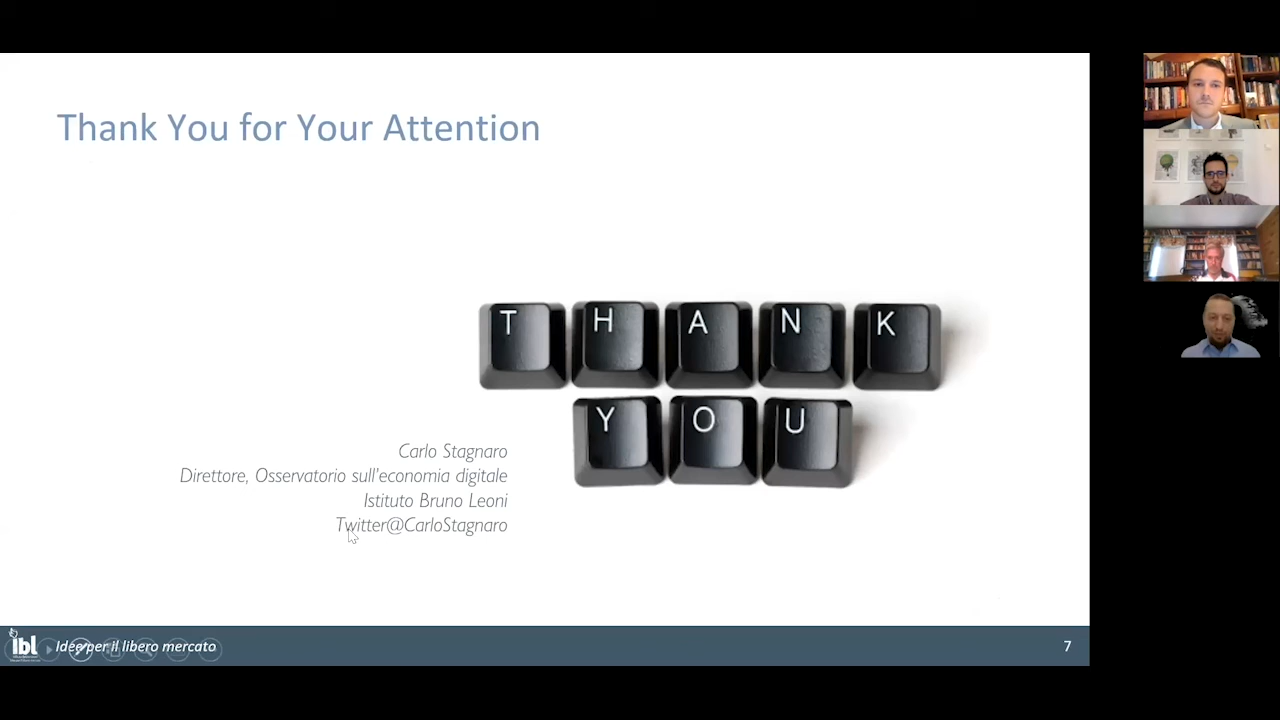 Thank You for Your Attention
T H A N K
Y O U
Carlo Stagnaro
Direttore, Osservatorio sull'economia digitale
Istituto Bruno Leoni
Twitter@CarloStagnaro
ibl
Idee per il libero mercato
7